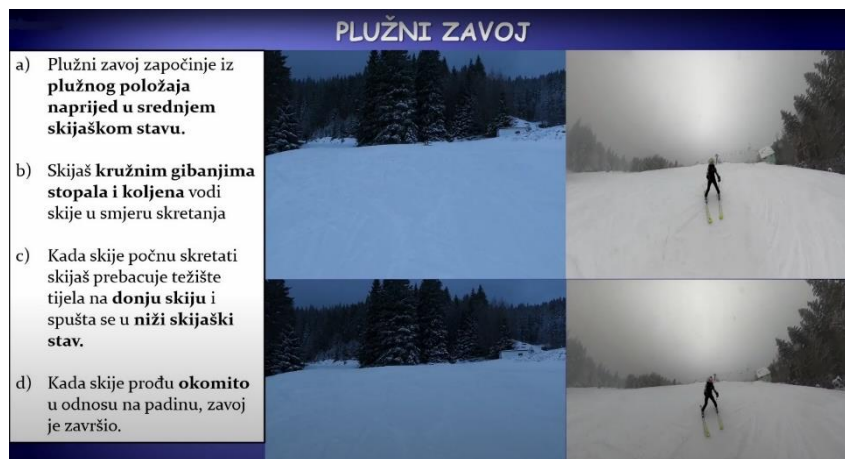 PLUŽNI ZAVOJ
a) Plužni zavoj započinje iz
plužnog položaja
naprijed u srednjem
skijaškom stavu.
b) Skijaš kružnim gibanjima
stopala i koljena vodi
skije u smjeru skretanja
c) Kada skije počnu skretati
skijaš prebacuje težište
tijela na donju skiju i
spušta se u niži skijaški
stav.
d) Kada skije prođu okomito
u odnosu na padinu, zavoj
je završio.